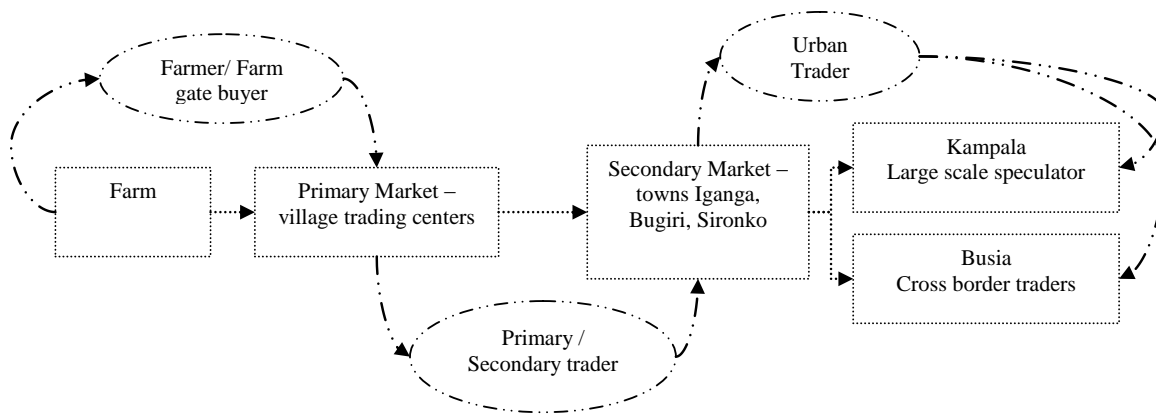 Farmer/ Farm
gate buyer
Urban
Trader
Farm
Primary Market –
village trading centers
Secondary Market –
towns Iganga,
Bugiri, Sironko
Kampala
Large scale speculator
Busia
Cross border traders
Primary /
Secondary trader